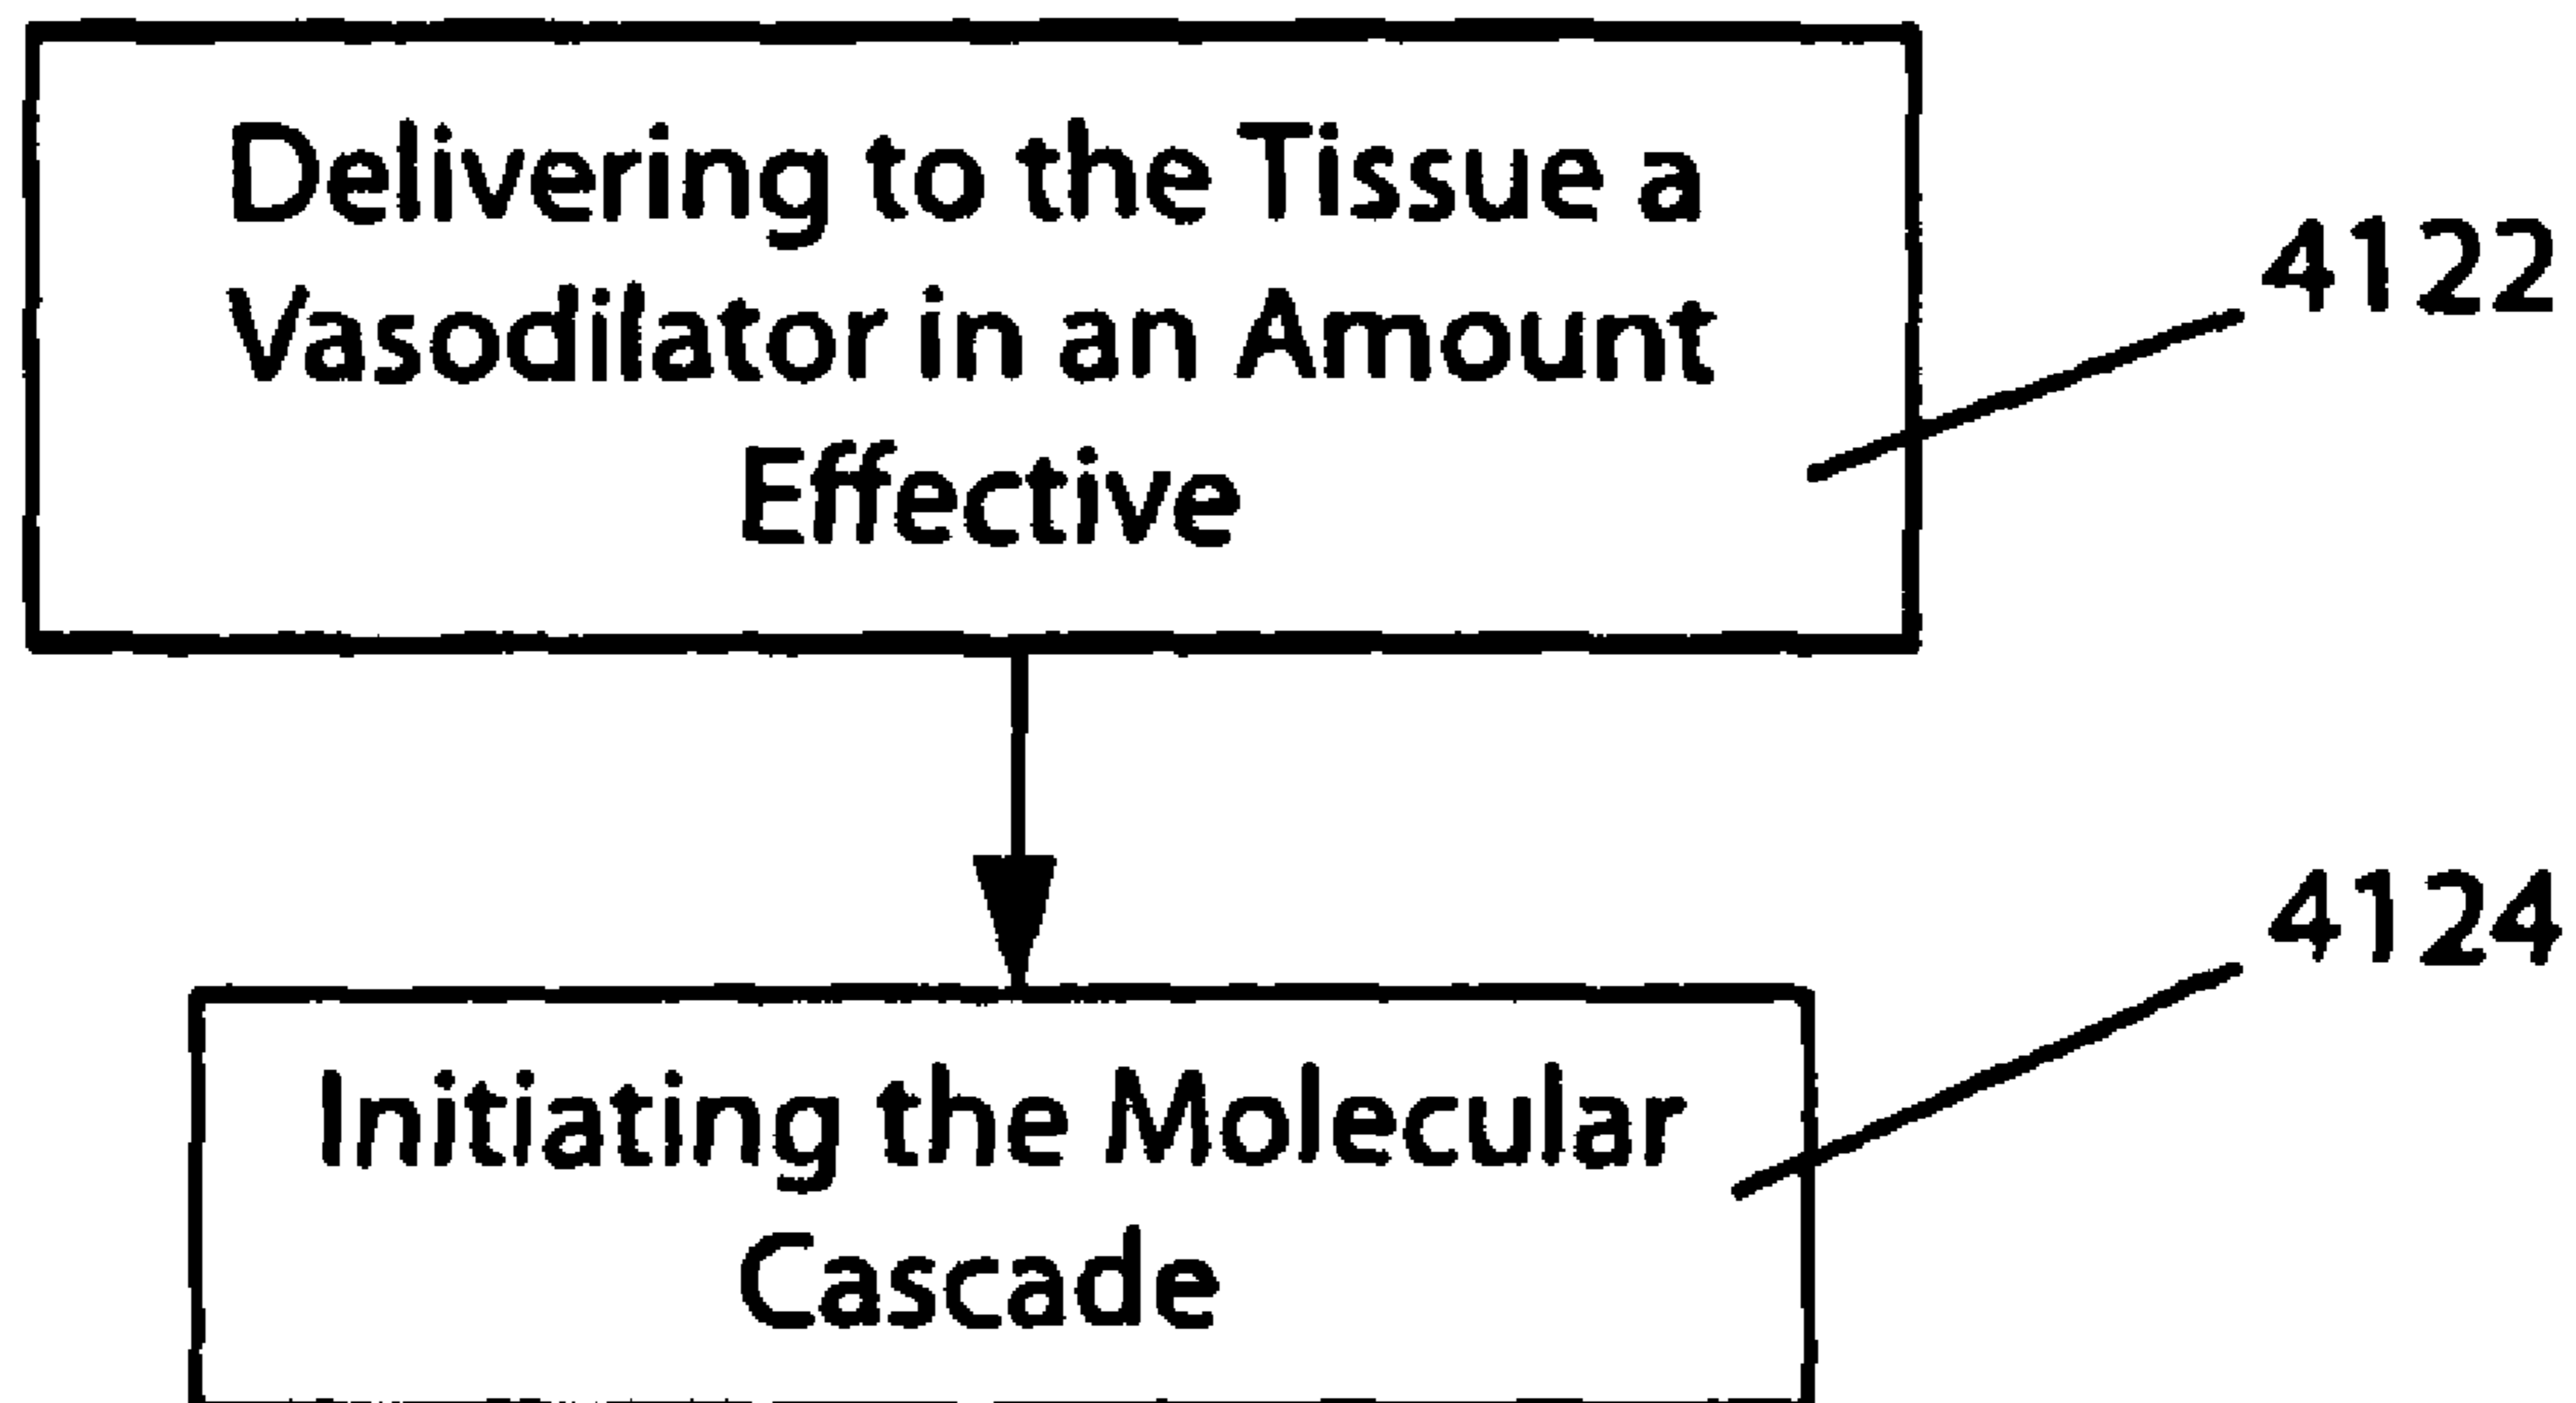 Delivering to the Tissue a
Vasodilator in an Amount
Effective
4122
Initiating the Molecular
Cascade
4124